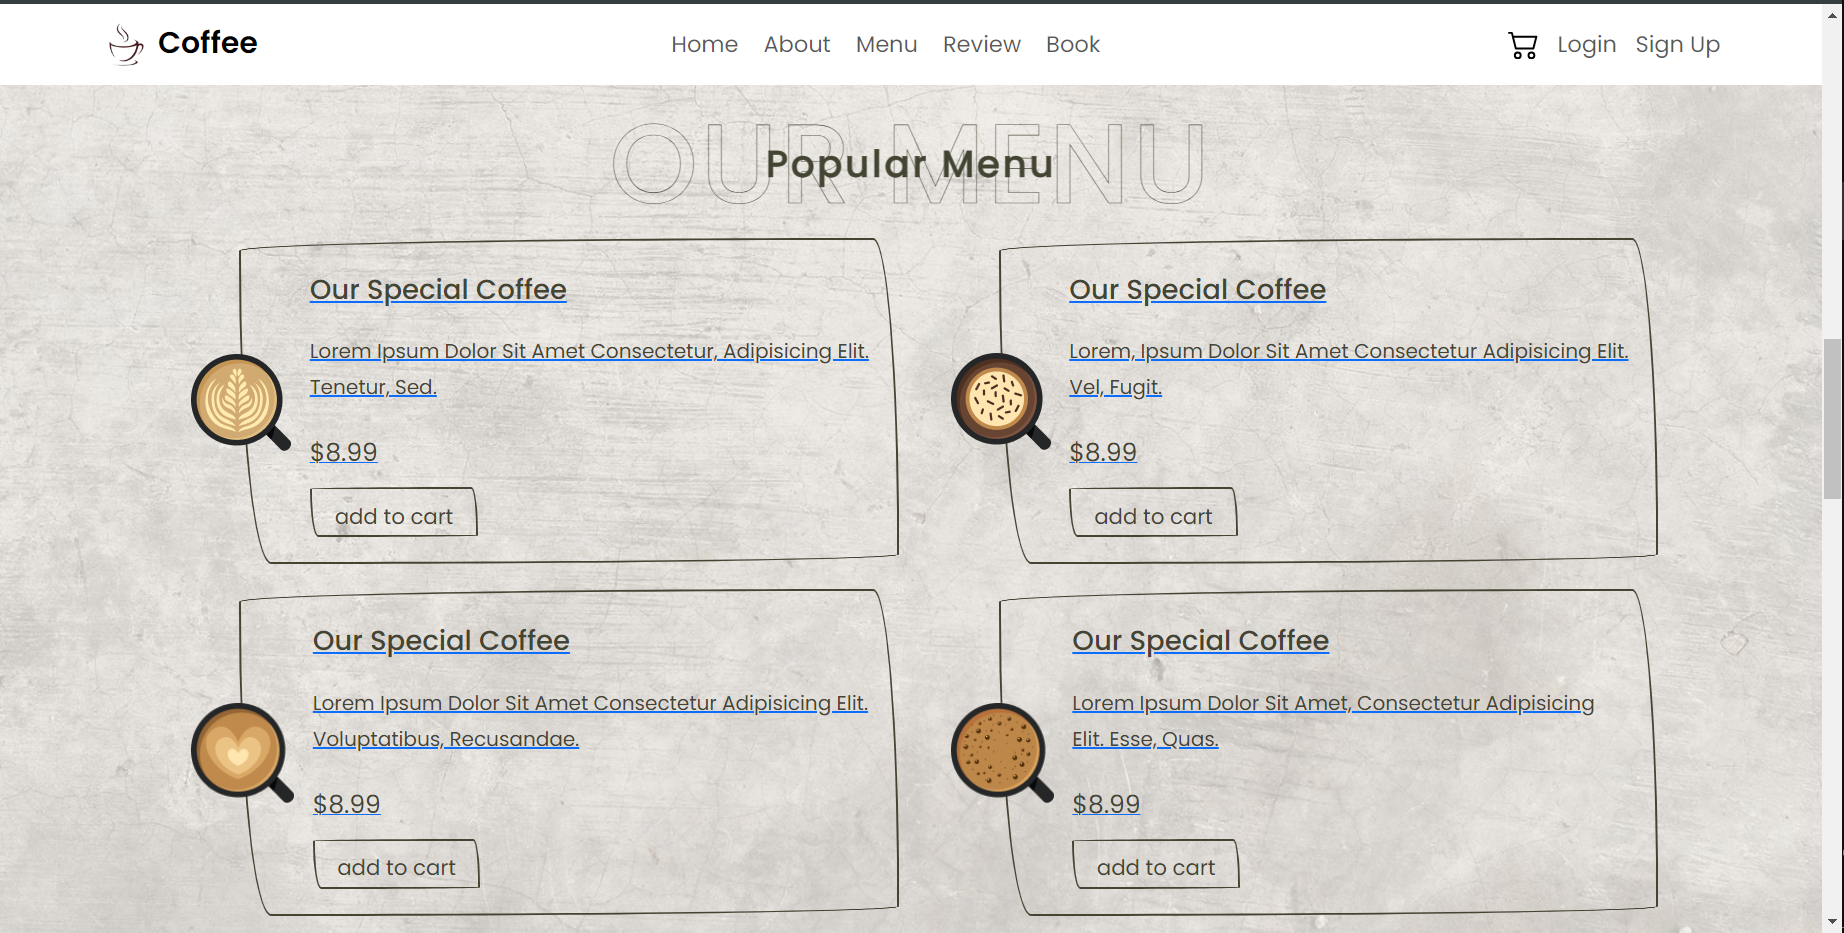 Coffee
Home About Menu Review Book
Login Sign Up
OUR MENU
Popular Menu
Our Special Coffee
Lorem Ipsum Dolor Sit Amet Consectetur, Adipisicing Elit.
Tenetur, Sed.
$8.99
add to cart
Our Special Coffee
Lorem, Ipsum Dolor Sit Amet Consectetur Adipisicing Elit.
Vel, Fugit.
$8.99
add to cart
Our Special Coffee
Lorem Ipsum Dolor Sit Amet Consectetur Adipisicing Elit.
Voluptatibus, Recusandae.
$8.99
add to cart
Our Special Coffee
Lorem Ipsum Dolor Sit Amet, Consectetur Adipisicing
Elit. Esse, Quas.
$8.99
add to cart